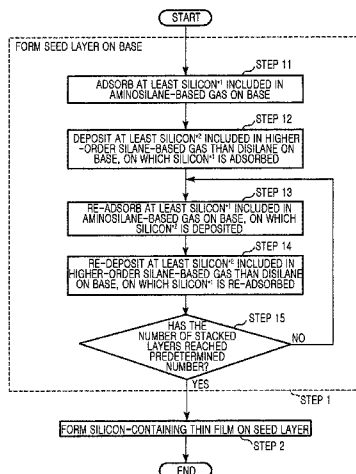 START
FORM SEED LAYER ON BASE
STEP 11
ADSORB AT LEAST SILICON*1 INCLUDED IN
AMINOSILANE-BASED GAS ON BASE
STEP 12
DEPOSIT AT LEAST SILICON*2 INCLUDED IN HIGHER
-ORDER SILANE-BASED GAS THAN DISILANE ON
BASE, ON WHICH SILICON*1 IS ADSORBED
STEP 13
RE-ADSORB AT LEAST SILICON*1 INCLUDED IN
AMINOSILANE-BASED GAS ON BASE, ON WHICH
SILICON*2 IS DEPOSITED
STEP 14
RE-DEPOSIT AT LEAST SILICON*2 INCLUDED IN
HIGHER-ORDER SILANE-BASED GAS THAN DISILANE
ON BASE, ON WHICH SILICON*1 IS RE-ADSORBED
STEP 15
HAS THE
NUMBER OF STACKED
LAYERS REACHED
PREDETERMINED
NUMBER?
NO
YES
STEP 1
FORM SILICON-CONTAINING THIN FILM ON SEED LAYER
STEP 2
END